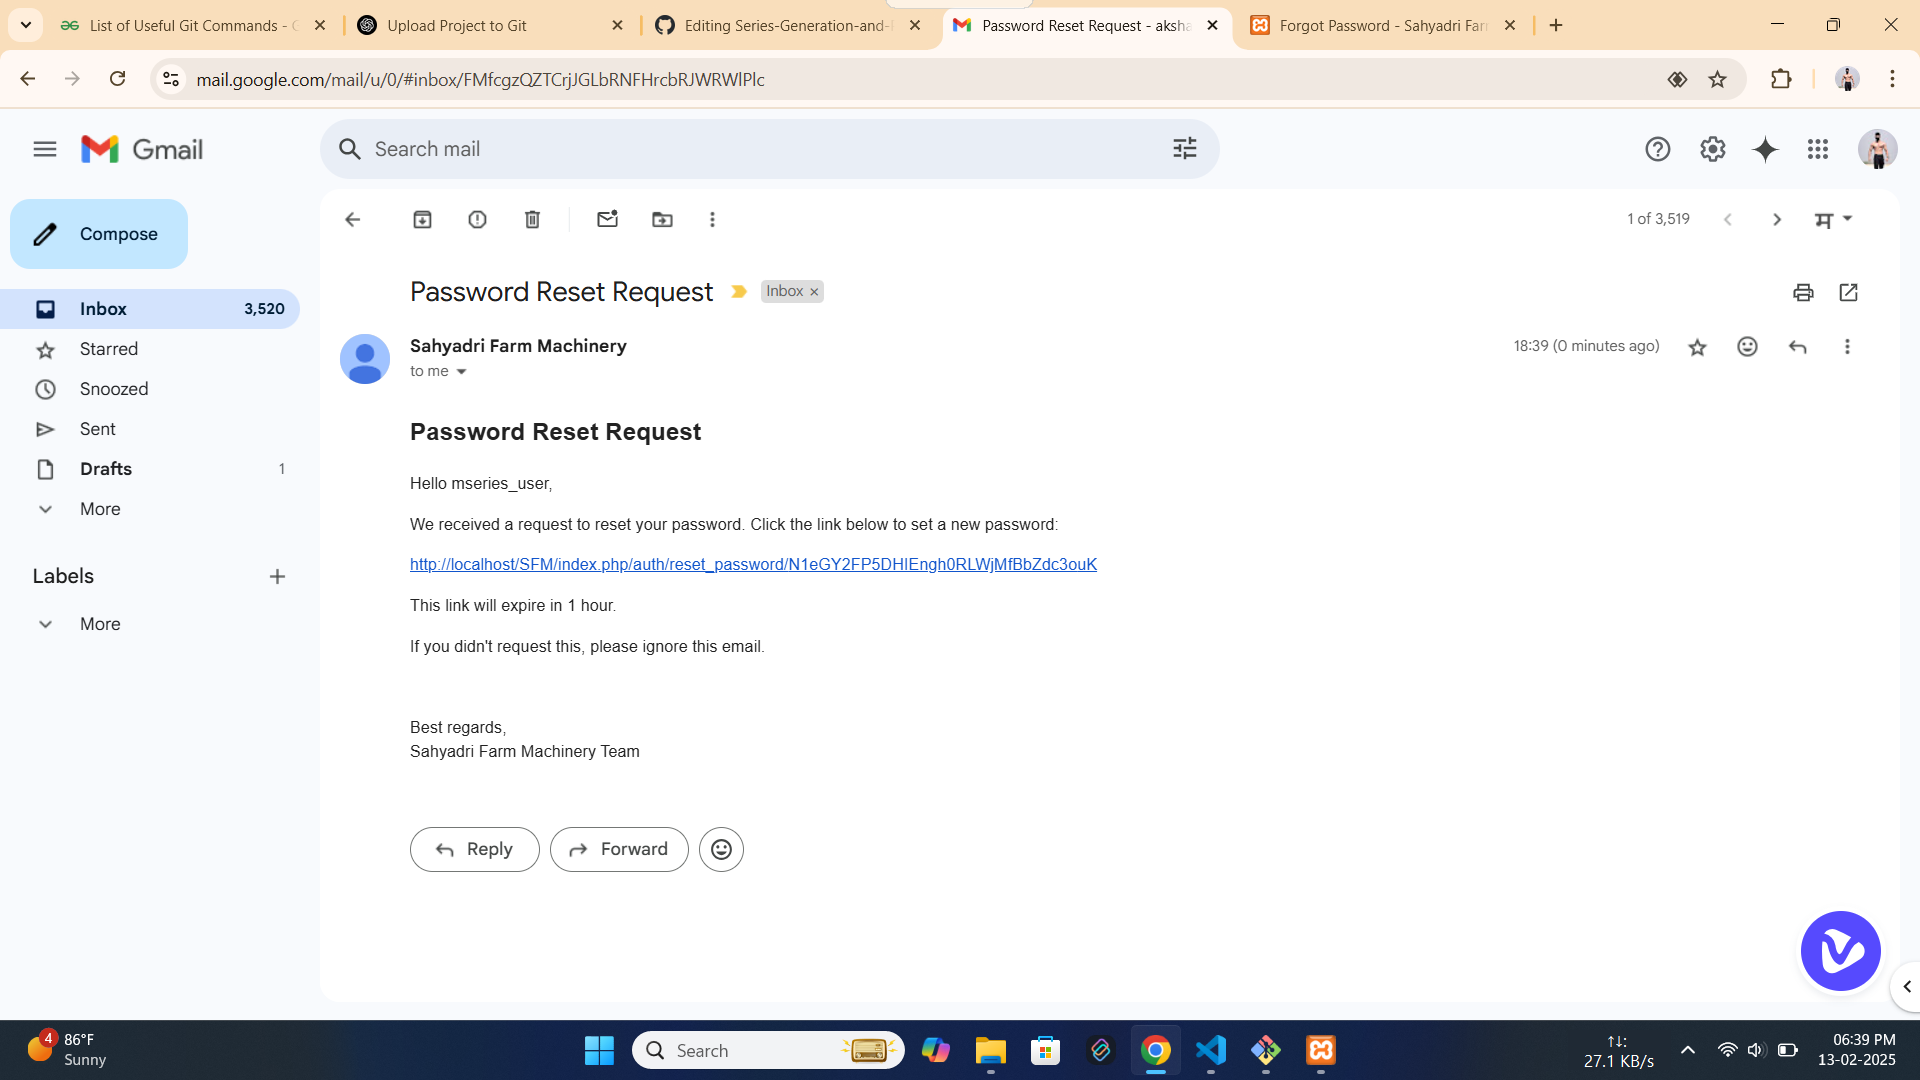 List of Useful Git Commands - G
Upload Project to Git
Editing Series-Generation-and-
Password Reset Request - aksha
Forgot Password - Sahyadri Farm
mail.google.com/mail/u/0/#inbox/FMfcgzQZTCrjJGLbRNFHrcbRJWRWlPlc
Gmail
Search mail
Compose
1 of 3,519
Inbox 3,520
Starred
Snoozed
Sent
Drafts 1
More
Labels
More
Password Reset Request
Inbox
Sahyadri Farm Machinery
18:39 (0 minutes ago)
to me
Password Reset Request
Hello mseries_user,
We received a request to reset your password. Click the link below to set a new password:
http://localhost/SFM/index.php/auth/reset_password/N1eGY2FP5DHIEngh0RLWjMfBbZdc3ouK
This link will expire in 1 hour.
If you didn't request this, please ignore this email.
Best regards,
Sahyadri Farm Machinery Team
Reply
Forward
4
86°F
Sunny
Search
27.1 KB/s
06:39 PM
13-02-2025